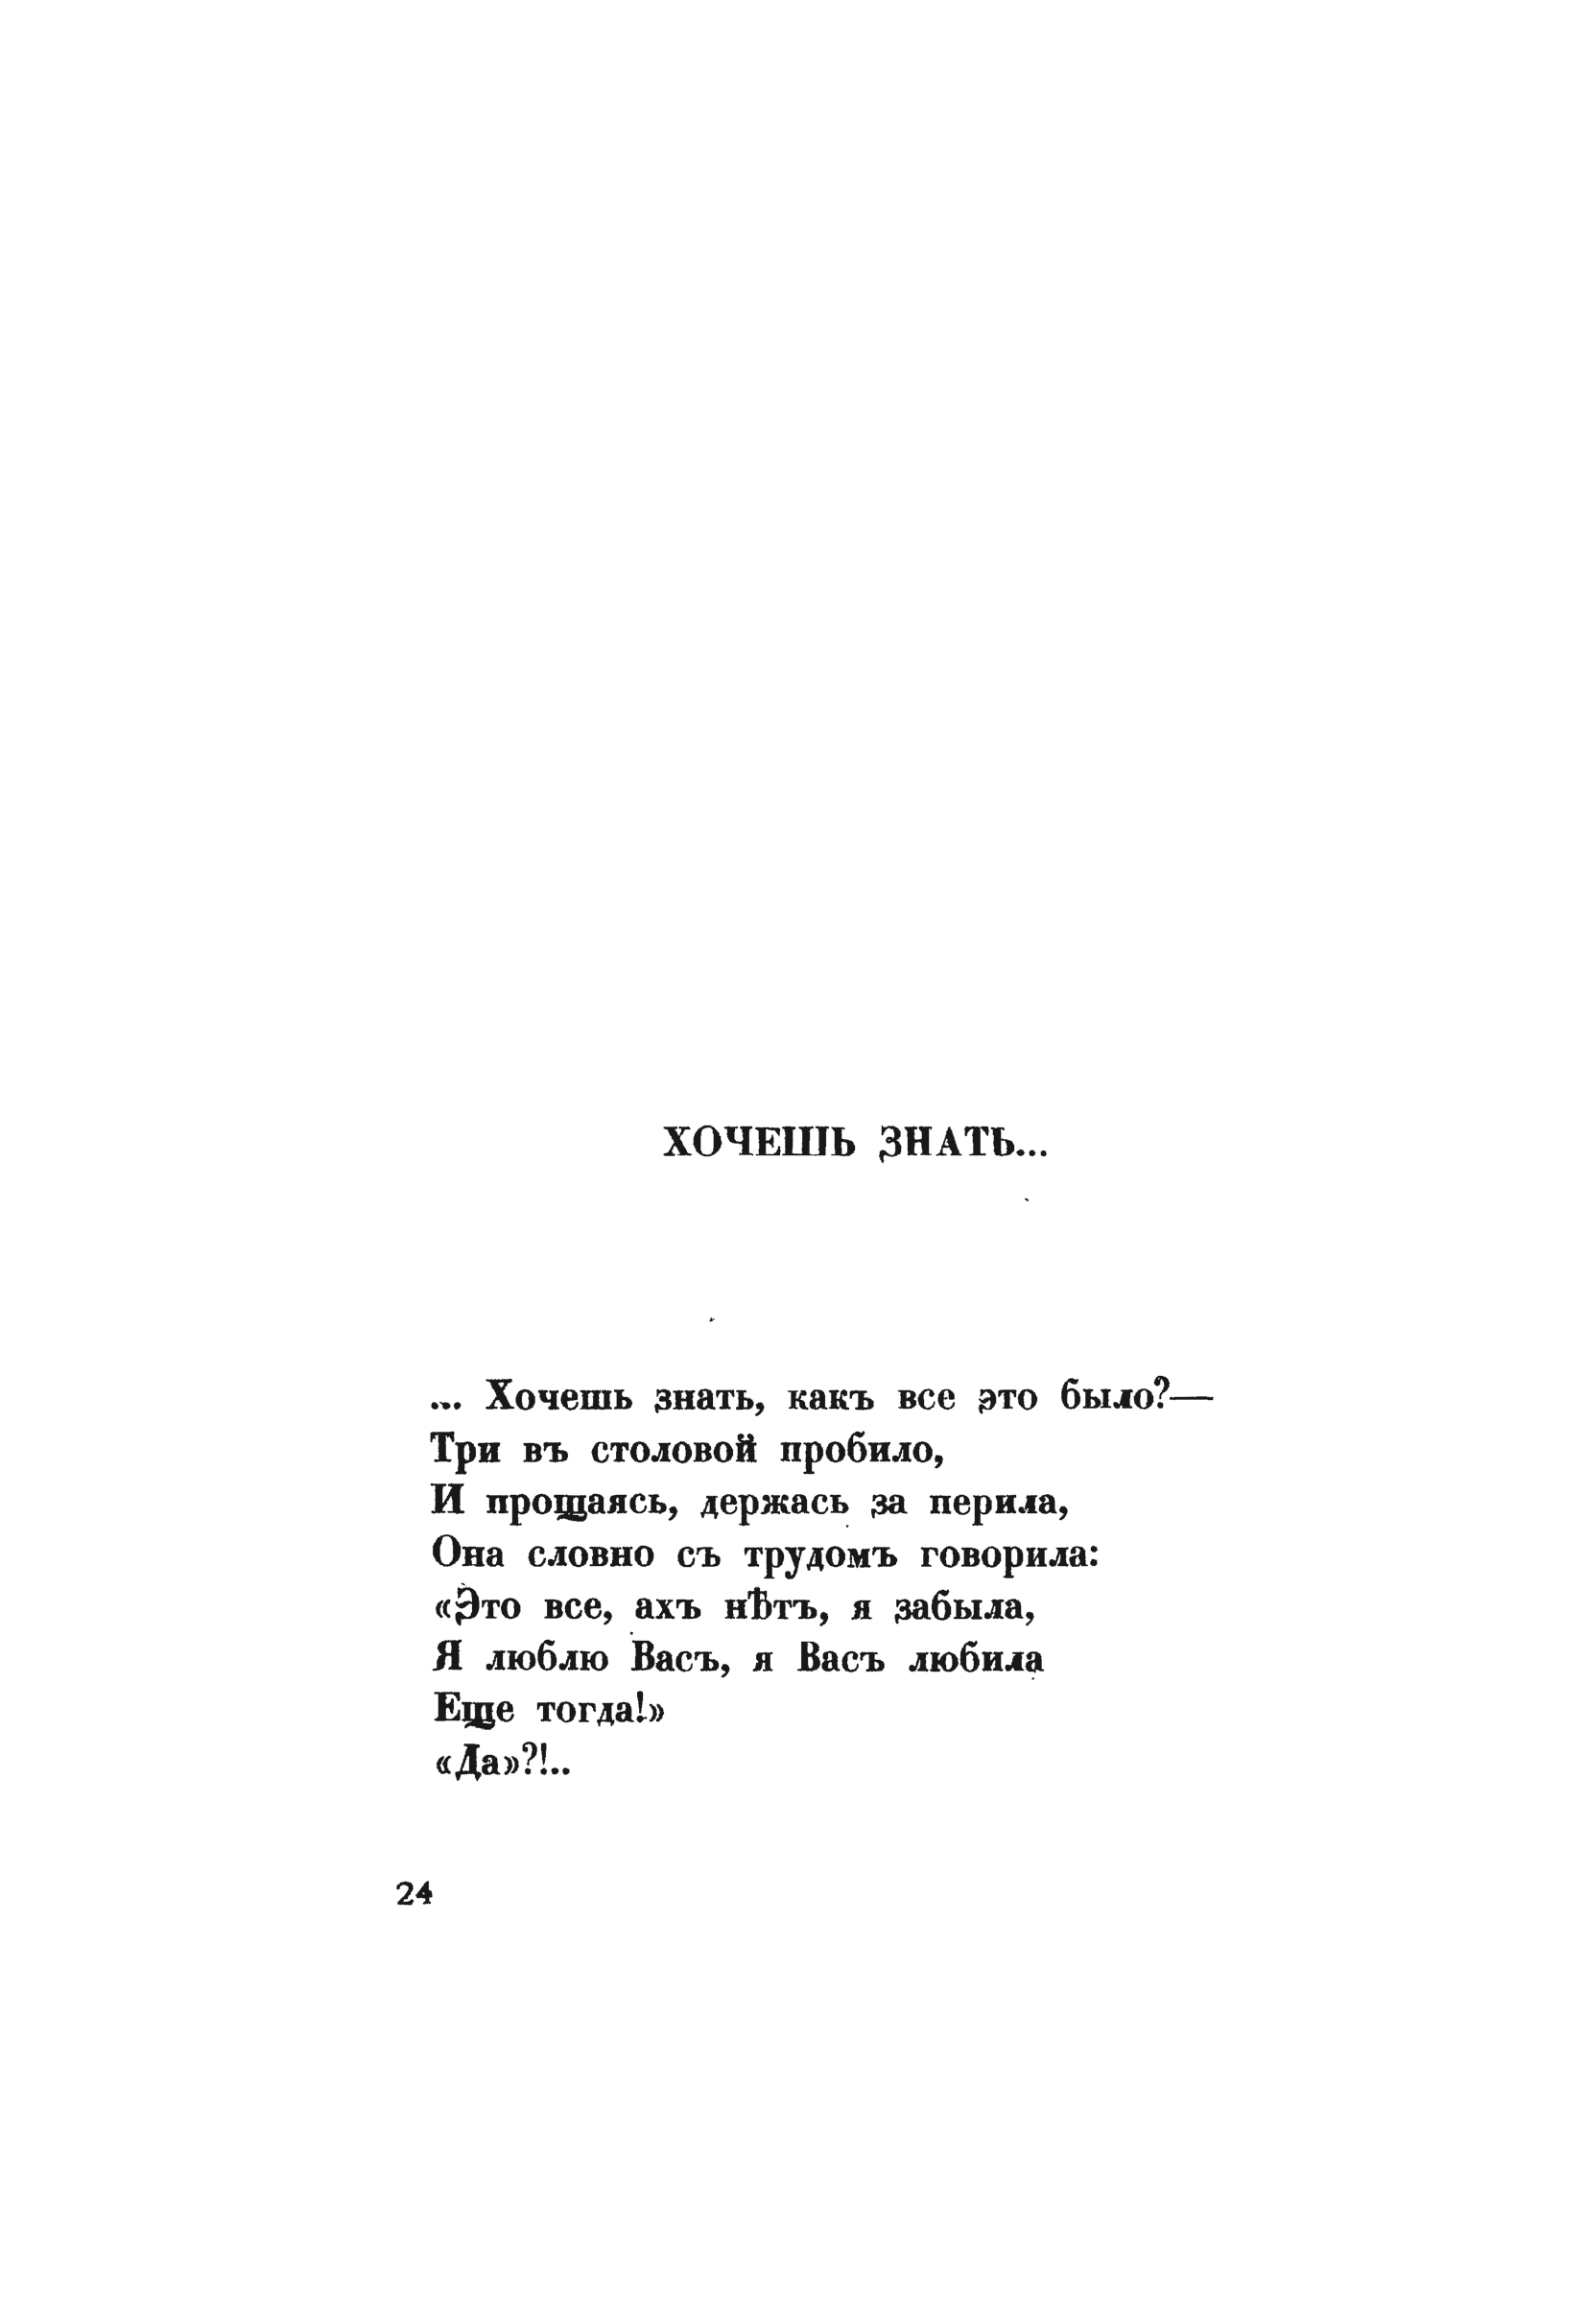 ХОЧЕШЬ ЗНАТЬ...
... Хочешь знать, какъ все это было?—
Три въ столовой пробило,
И прощаясь, держась за перила,
Она словно съ трудомъ говорила:
«Это все, ахъ нѣтъ, я забыла,
Я люблю Васъ, я Васъ любила
Еще тогда!»
«Да»?!..
24